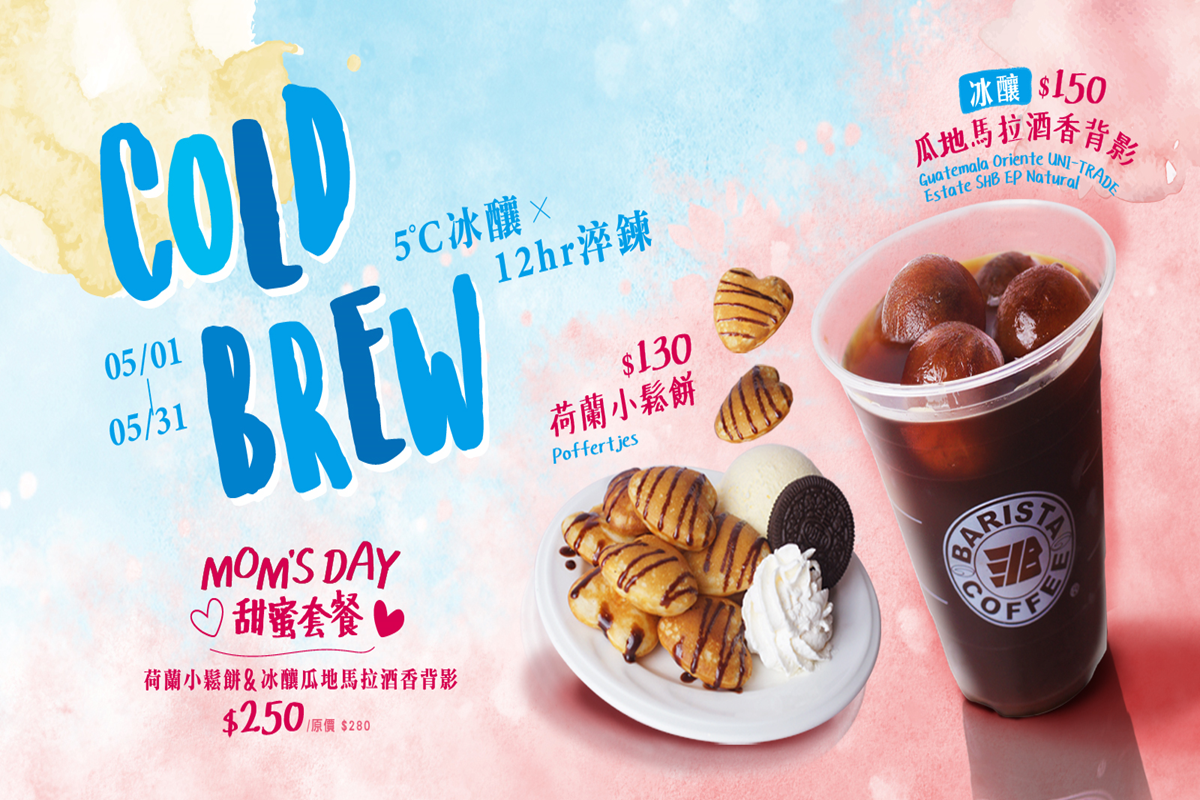 COLD
BREW
5℃冰釀×
12hr淬鍊
05/01
05/31
冰釀 $150
瓜地馬拉酒香背影
Guatemala Oriente UNI-TRADE
Estate SHB EP Natural
$130
荷蘭小鬆餅
Poffertjes
BARISTA
COFFEE
®
MOM'S DAY
甜蜜套餐
荷蘭小鬆餅&冰釀瓜地馬拉酒香背影
$250/原價 $280